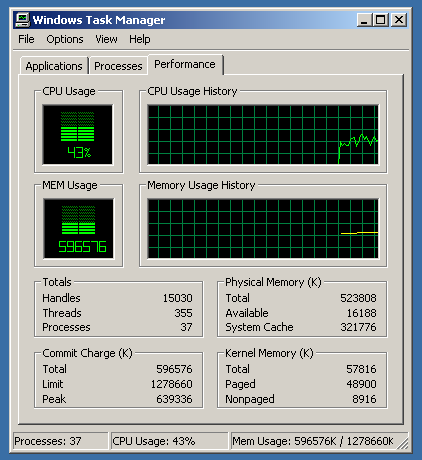 Windows Task Manager
File Options View Help
Applications Processes Performance
CPU Usage CPU Usage History
43%
MEM Usage Memory Usage History
596576
Totals Physical Memory (K)
Handles 15030 Total 523808
Threads 355 Available 16188
Processes 37 System Cache 321776
Commit Charge (K) Kernel Memory (K)
Total 596576 Total 57816
Limit 1278660 Paged 48900
Peak 639336 Nonpaged 8916
Processes: 37 CPU Usage: 43% Mem Usage: 596576K / 1278660K